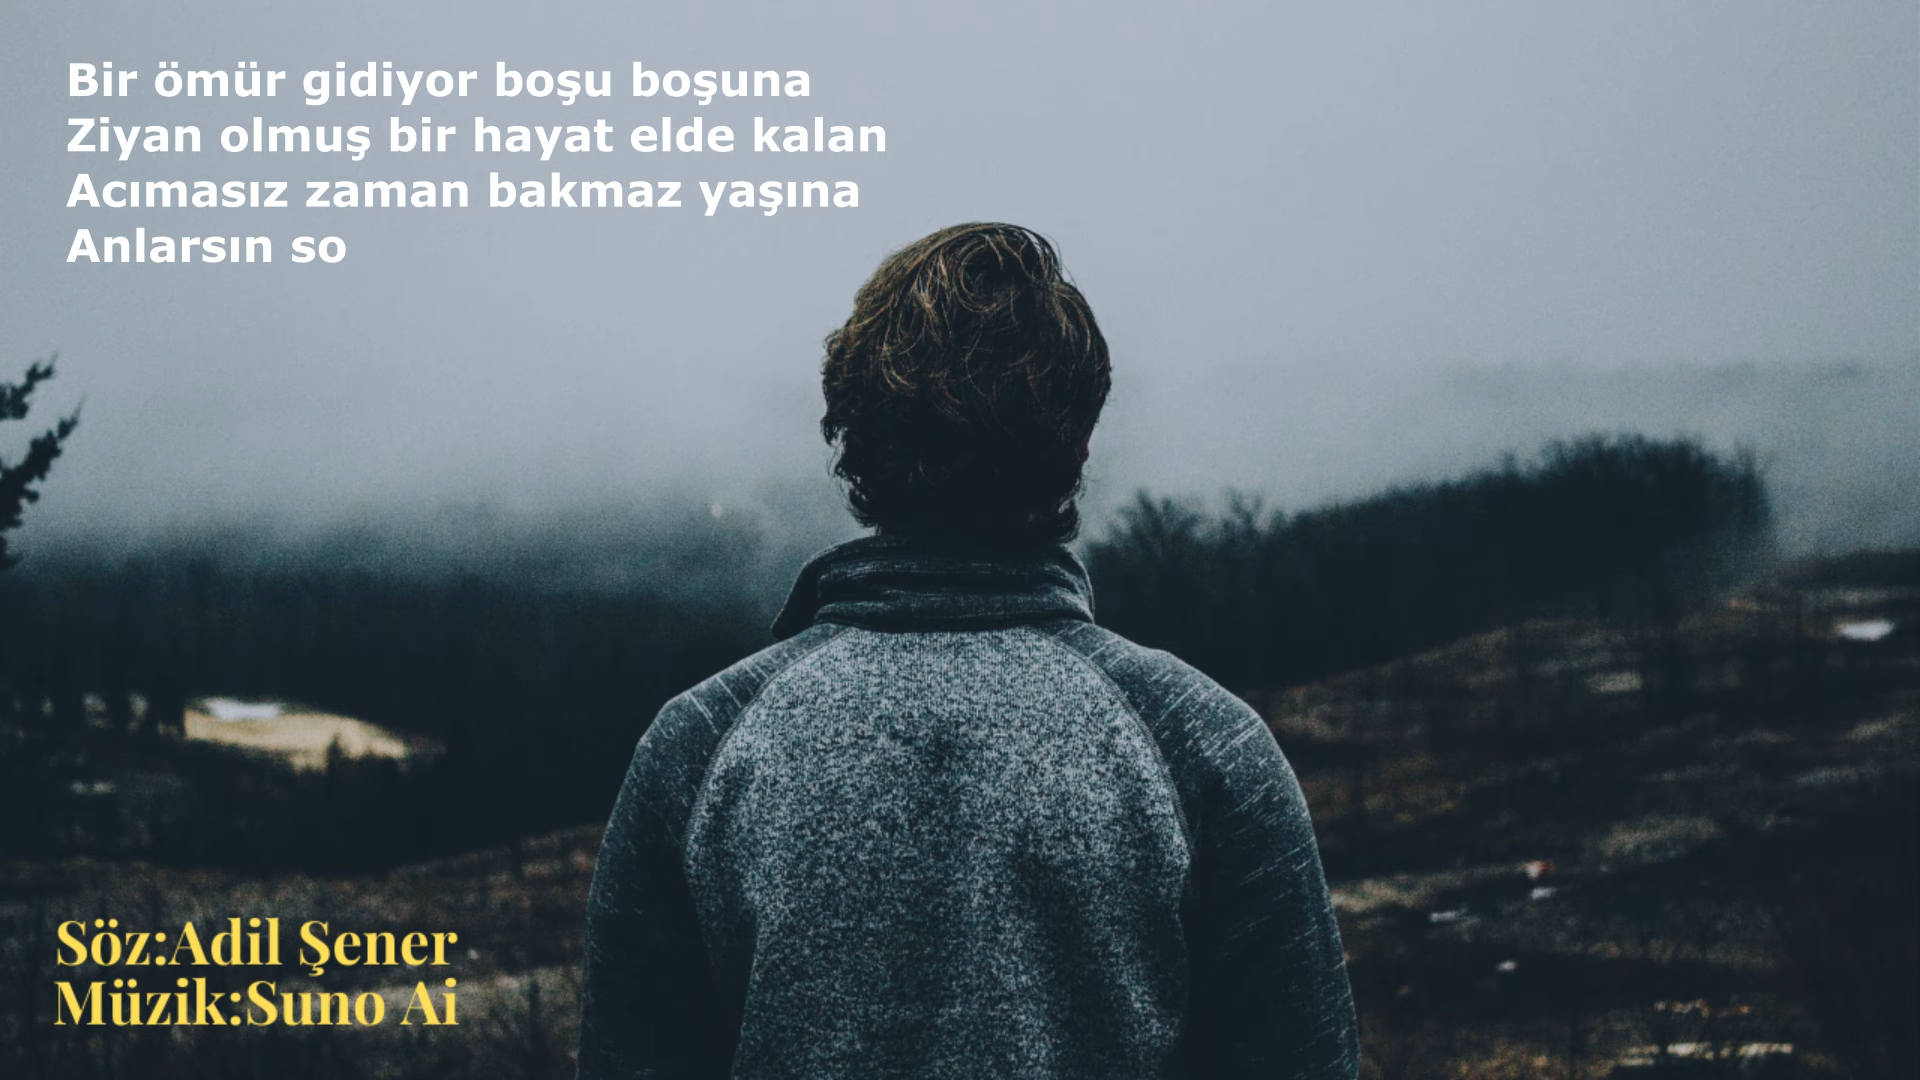 Bir ömür gidiyor boşu boşuna
Ziyan olmuş bir hayat elde kalan
Acımasız zaman bakmaz yaşına
Anlarsın so
Söz:Adil Şener
Müzik:Suno Ai